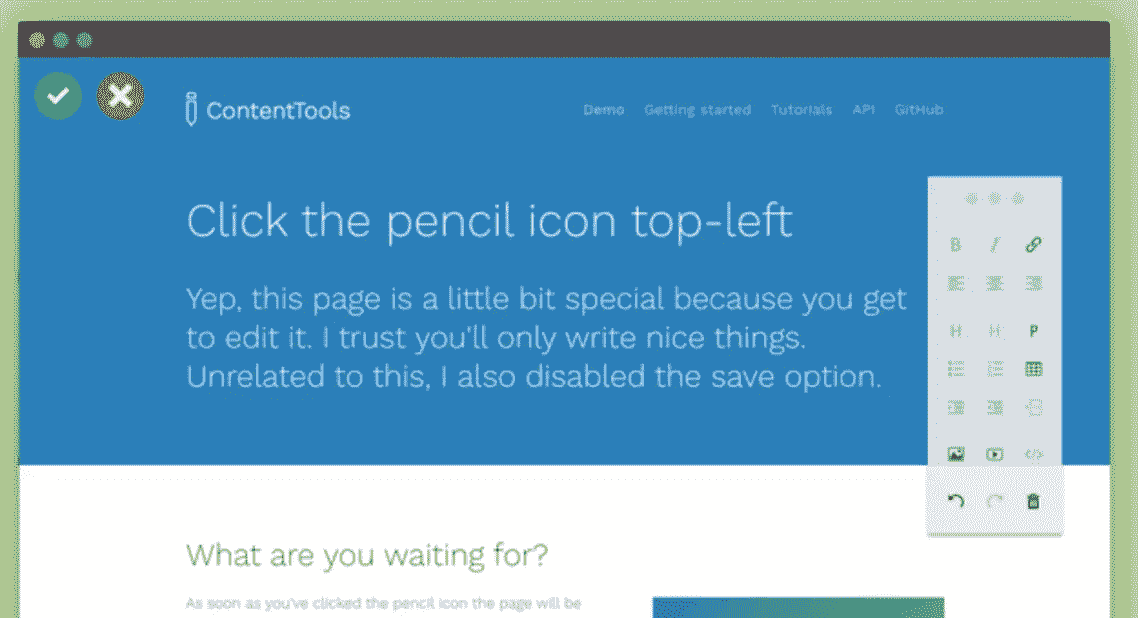 ContentTools
Demo Getting started Tutorials API GitHub
Click the pencil icon top-left
Yep, this page is a little bit special because you get
to edit it. I trust you'll only write nice things.
Unrelated to this, I also disabled the save option.
B I
H H P
What are you waiting for?
As soon as you've clicked the pencil icon the page will be